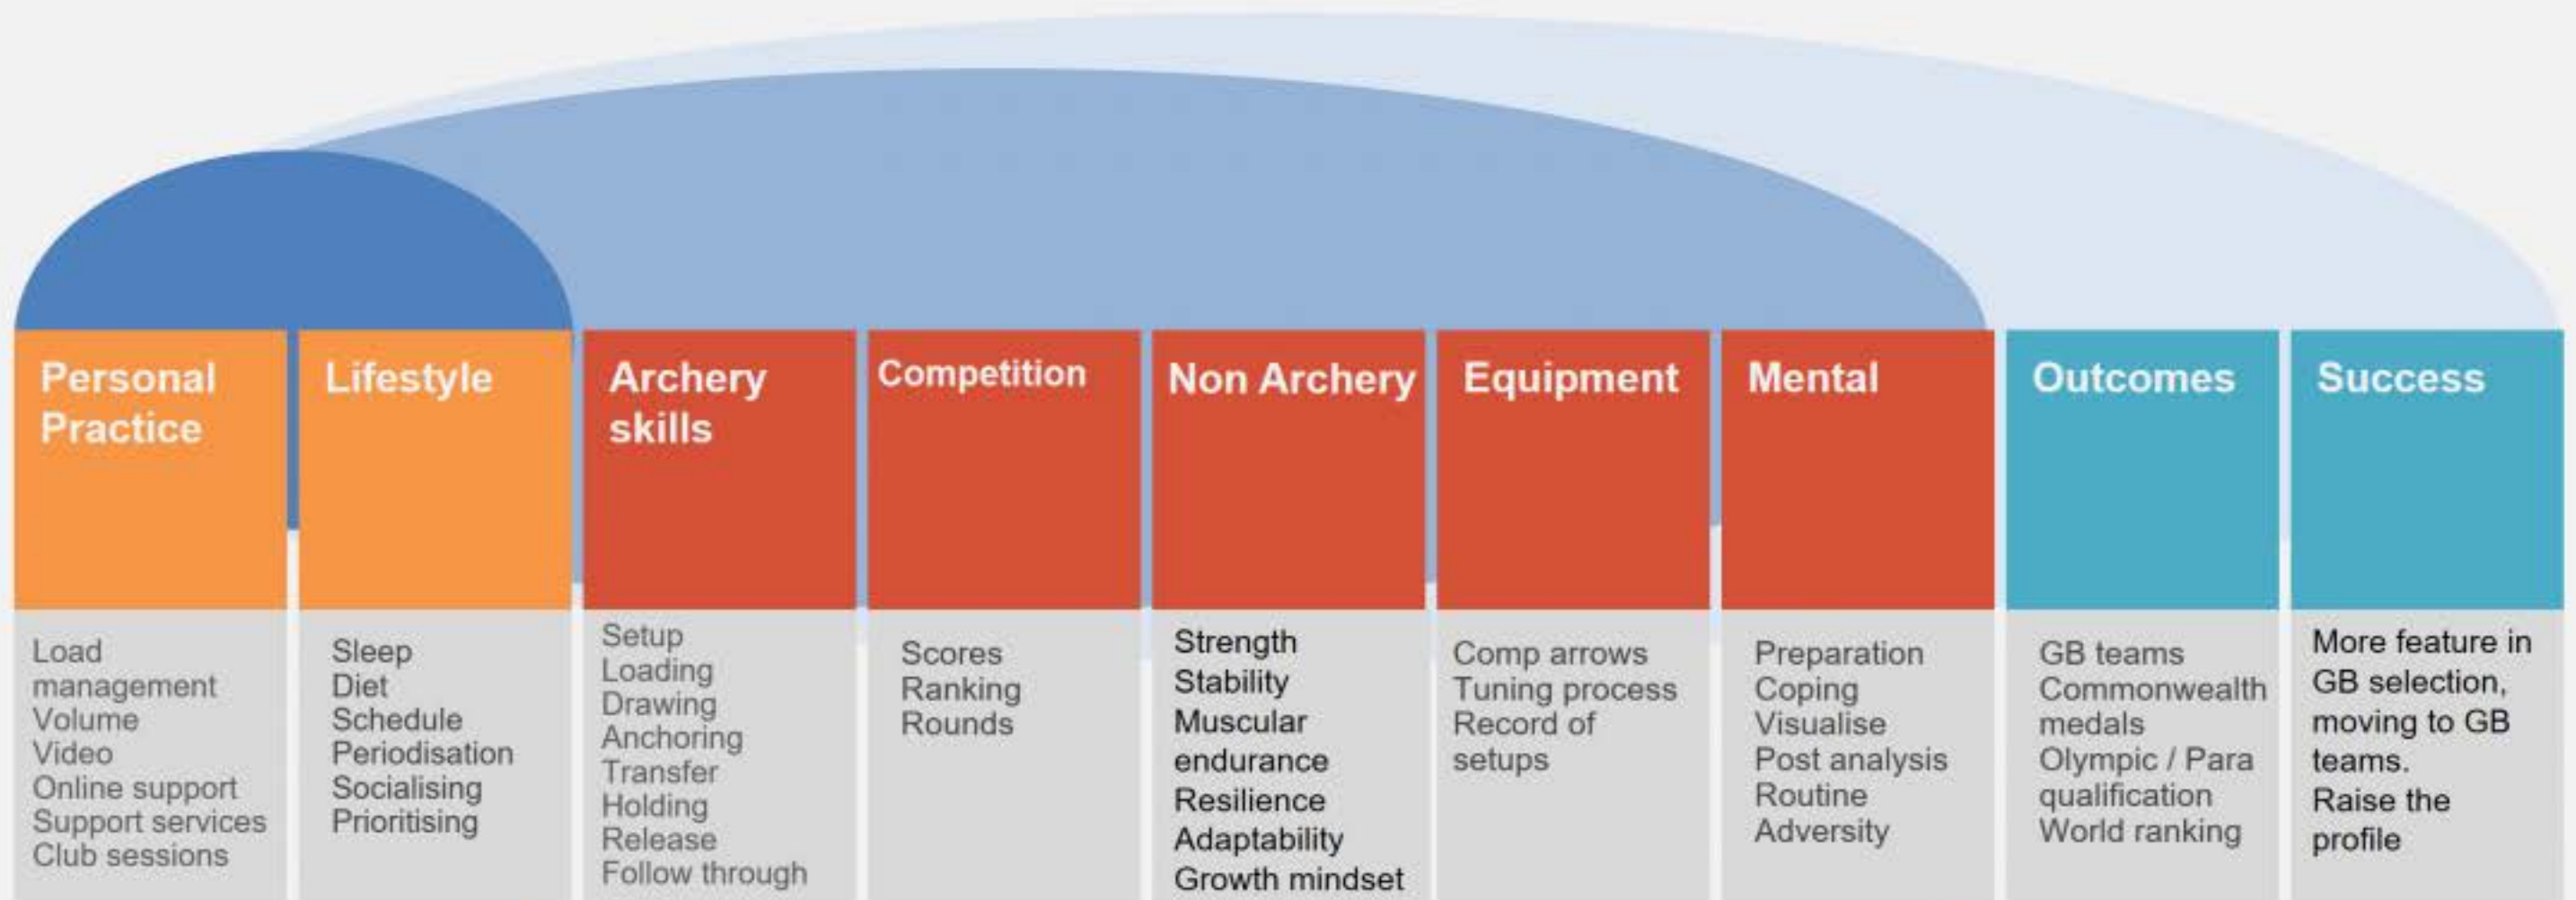 Personal
Practice
Load
management
Volume
Video
Online support
Support services
Club sessions
Lifestyle
Sleep
Diet
Schedule
Periodisation
Socialising
Prioritising
Archery
skills
Setup
Loading
Drawing
Anchoring
Transfer
Holding
Release
Follow through
Competition
Scores
Ranking
Rounds
Non Archery
Strength
Stability
Muscular
endurance
Resilience
Adaptability
Growth mindset
Equipment
Comp arrows
Tuning process
Record of
setups
Mental
Preparation
Coping
Visualise
Post analysis
Routine
Adversity
Outcomes
GB teams
Commonwealth
medals
Olympic / Para
qualification
World ranking
Success
More feature in
GB selection,
moving to GB
teams.
Raise the
profile